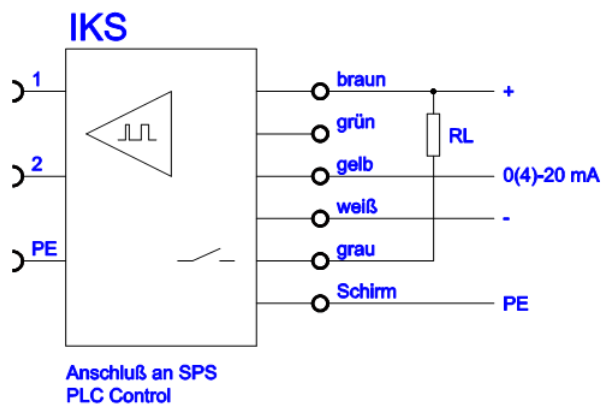 IKS
1
braun
+
grün
RL
2
gelb
0(4)-20 mA
weiß
-
PE
grau
Schirm
PE
Anschluß an SPS
PLC Control